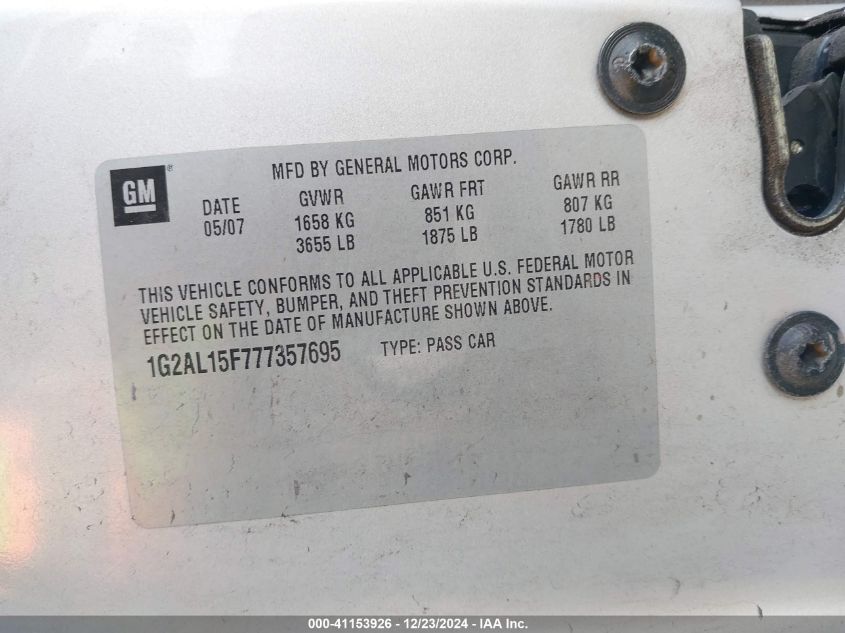 MFD BY GENERAL MOTORS CORP.
GM®
DATE GVWR GAWR FRT GAWR RR
05/07 1658 KG 851 KG 807 KG
3655 LB 1875 LB 1780 LB
THIS VEHICLE CONFORMS TO ALL APPLICABLE U.S. FEDERAL MOTOR
VEHICLE SAFETY, BUMPER, AND THEFT PREVENTION STANDARDS IN
EFFECT ON THE DATE OF MANUFACTURE SHOWN ABOVE.
1G2AL15F777357695 TYPE: PASS CAR
000-41153926 - 12/23/2024 - IAA Inc.